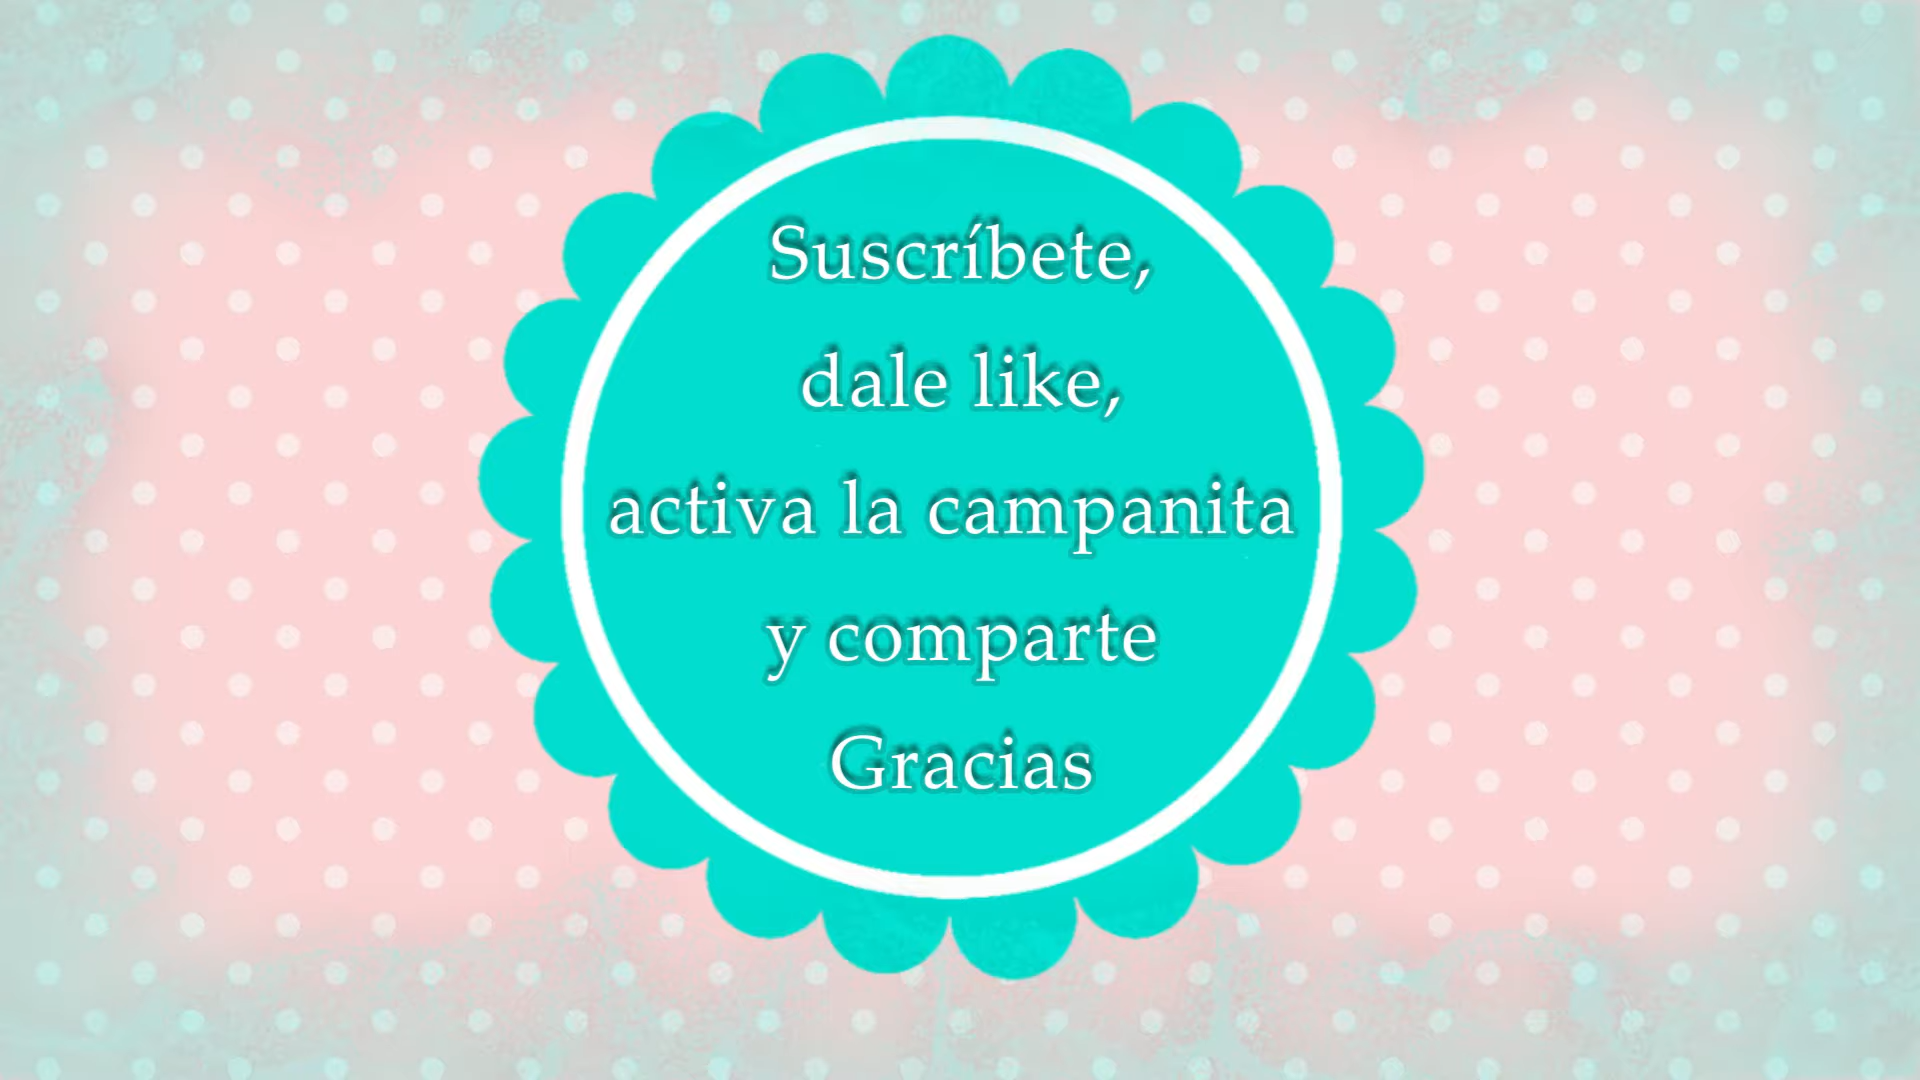 Suscríbete,
dale like,
activa la campanita
y comparte
Gracias